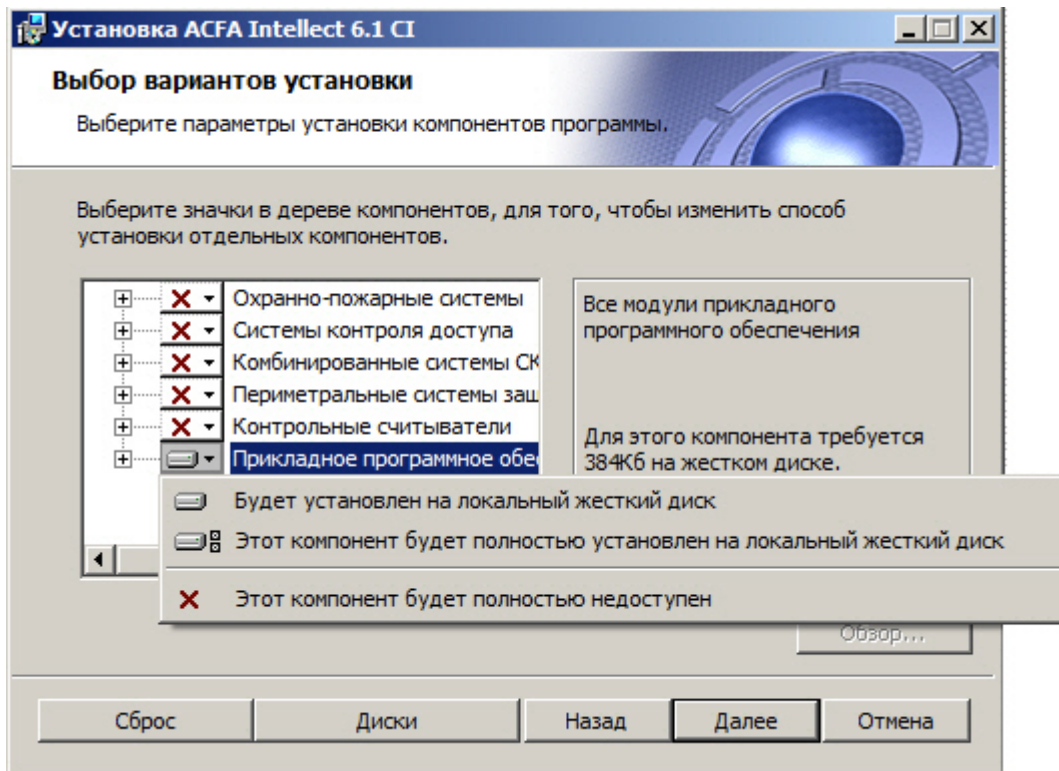 Установка ACFA Intellect 6.1 CI
Выбор вариантов установки
Выберите параметры установки компонентов программы.
Выберите значки в дереве компонентов, для того, чтобы изменить способ
установки отдельных компонентов.
Охранно-пожарные системы
Системы контроля доступа
Комбинированные системы СК
Периметральные системы защ
Контрольные считыватели
Прикладное программное обе
Все модули прикладного
программного обеспечения
Для этого компонента требуется
384Кб на жестком диске.
Будет установлен на локальный жесткий диск
Этот компонент будет полностью установлен на локальный жесткий диск
Этот компонент будет полностью недоступен
Обзор...
Сброс
Диски
Назад
Далее
Отмена